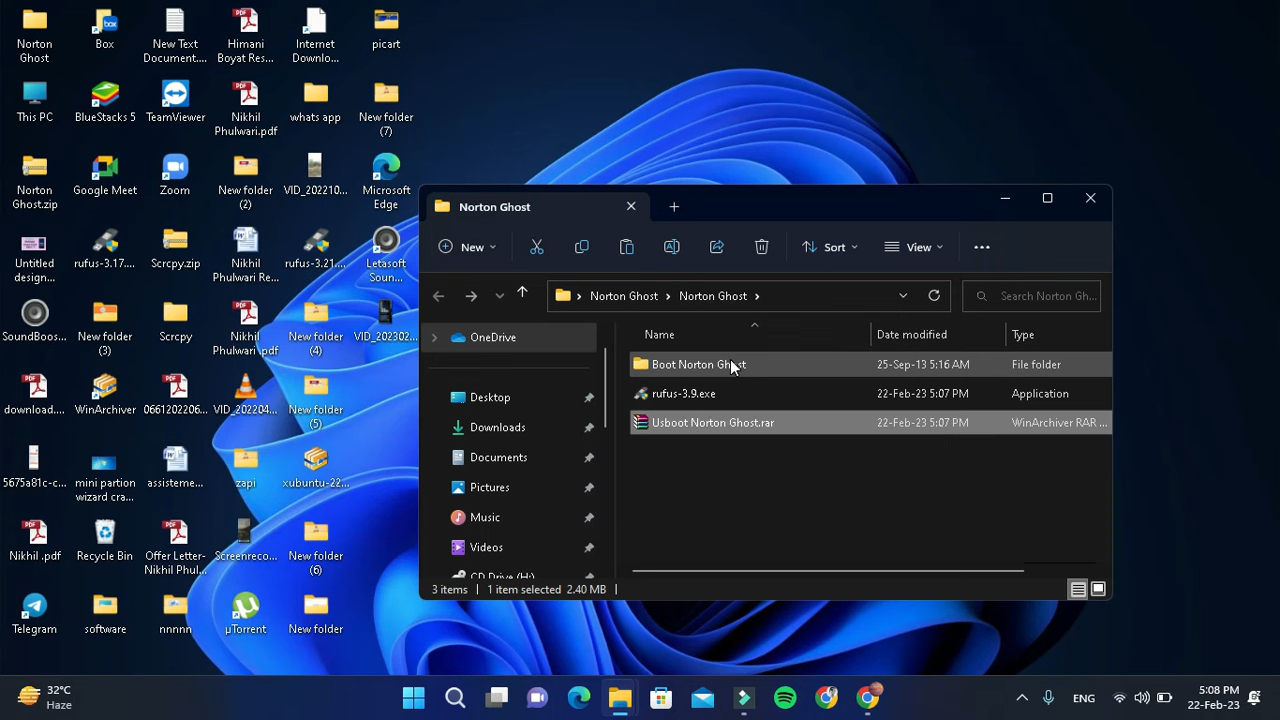 Norton
Ghost
Box
New Text
Document....
Himani
Boyat Res...
Internet
Downlo...
picart
This PC
BlueStacks 5
TeamViewer
Nikhil
Phulwari.pdf
whats app
New folder
(7)
Norton
Ghost.zip
Google Meet
Zoom
New folder
(2)
VID_202210...
Microsoft
Edge
Untitled
design...
rufus-3.17....
Scrcpy.zip
Nikhil
Phulwari Re...
rufus-3.21....
Letasoft
Soun...
SoundBoos...
New folder
(3)
Scrcpy
Nikhil
Phulwari .pdf
New folder
(4)
VID_202302...
download....
WinArchiver
0661202206...
VID_202204...
New folder
(5)
5675a81c-c...
mini partion
wizard cra...
assisteme...
zapi
xubuntu-22...
Nikhil .pdf
Recycle Bin
Offer Letter-
Nikhil Phul...
Screenreco...
New folder
(6)
Telegram
software
nnnnn
µTorrent
New folder
Norton Ghost
New
Sort
View
Norton Ghost > Norton Ghost >
Search Norton Gh...
OneDrive
Desktop
Downloads
Documents
Pictures
Music
Videos
CD Drive (H:)
Name
Date modified
Type
Boot Norton Ghost
25-Sep-13 5:16 AM
File folder
rufus-3.9.exe
22-Feb-23 5:07 PM
Application
Usboot Norton Ghost.rar
22-Feb-23 5:07 PM
WinArchiver RAR ...
3 items
1 item selected 2.40 MB
32°C
Haze
ENG
5:08 PM
22-Feb-23